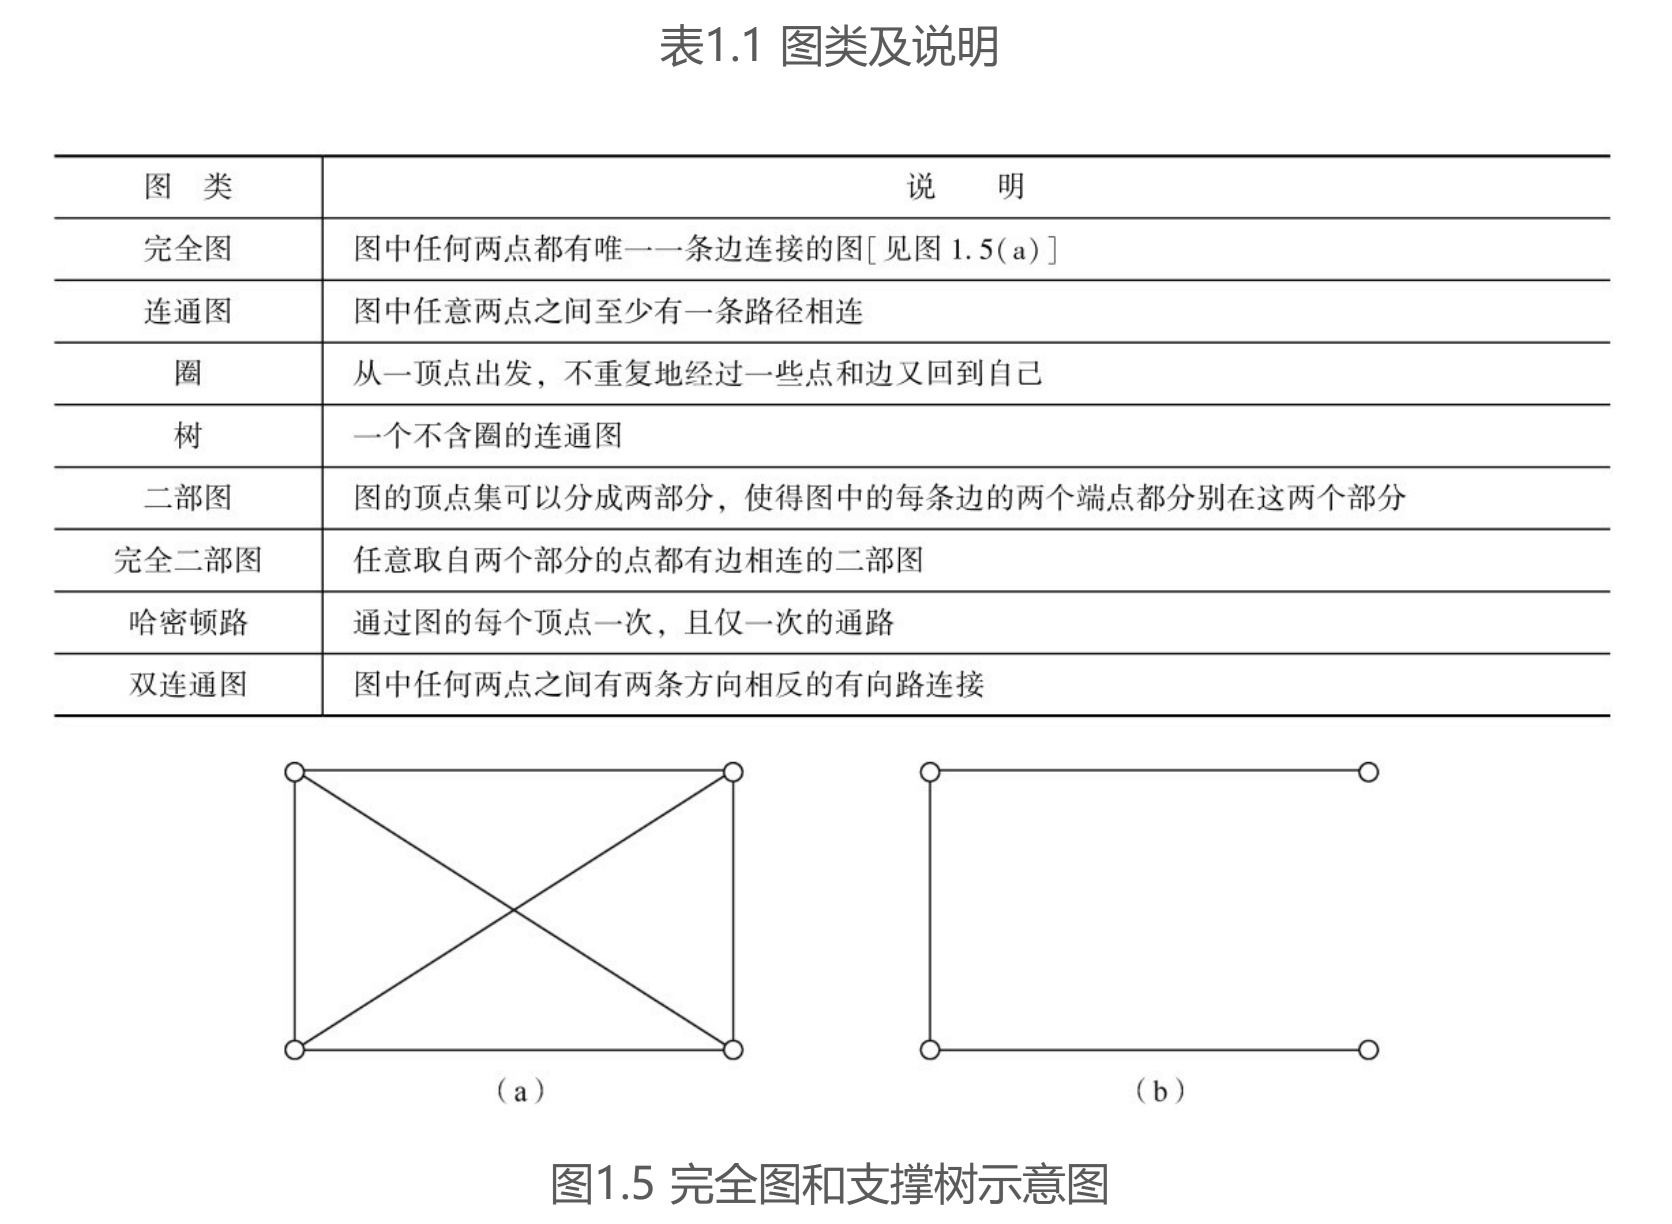 表1.1 图类及说明
图 类 说 明
完全图 图中任何两点都有唯一一条边连接的图[见图 1.5(a)]
连通图 图中任意两点之间至少有一条路径相连
圈 从一顶点出发，不重复地经过一些点和边又回到自己
树 一个不含圈的连通图
二部图 图的顶点集可以分成两部分，使得图中的每条边的两个端点都分别在这两个部分
完全二部图 任意取自两个部分的点都有边相连的二部图
哈密顿路 通过图的每个顶点一次，且仅一次的通路
双连通图 图中任何两点之间有两条方向相反的有向路连接
(a) (b)
图1.5 完全图和支撑树示意图